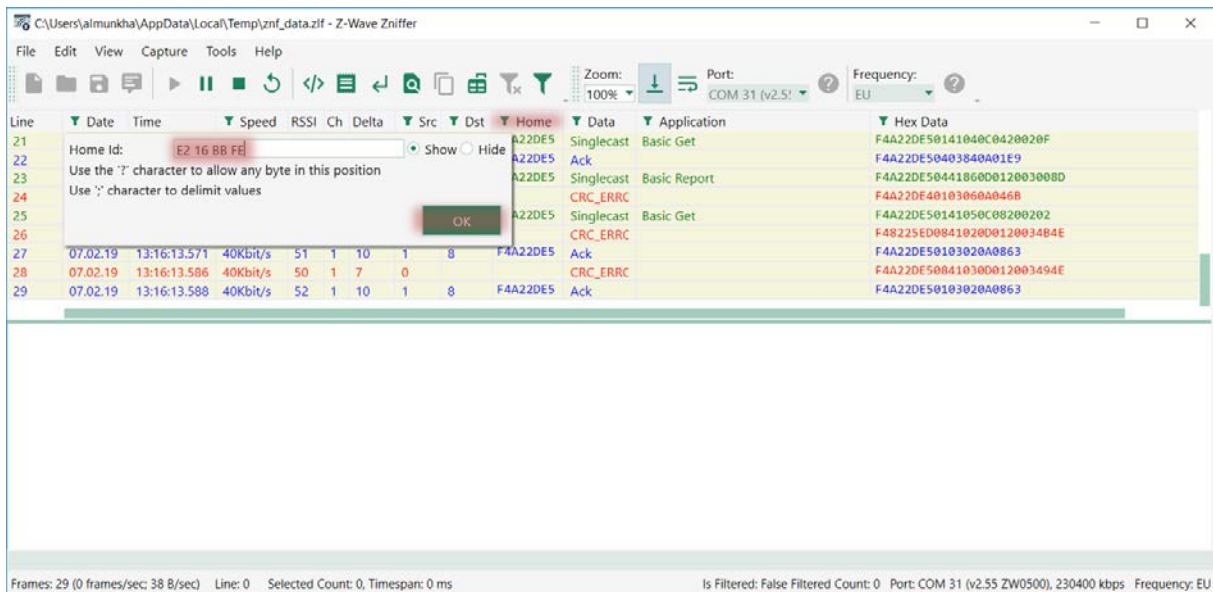 C:\Users\almunkha\AppData\Local\Temp\znf_data.zlf - Z-Wave Zniffer
File Edit View Capture Tools Help
Zoom: 100% Port: COM 31 (v2.5! Frequency: EU
Line Date Time Speed RSSI Ch Delta Src Dst Home Data Application Hex Data
Home Id: E2 16 BB FE Show Hide
Use the '?' character to allow any byte in this position
Use ';' character to delimit values
OK
21 A22DE5 Singlecast Basic Get F4A22DE50141040C0420020F
22 A22DE5 Ack F4A22DE50403840A01E9
23 A22DE5 Singlecast Basic Report F4A22DE50441860D012003008D
24 CRC_ERRC F4A22DE40103060A046B
25 A22DE5 Singlecast Basic Get F4A22DE50141050C08200202
26 CRC_ERRC F48225ED0841020D0120034B4E
27 07.02.19 13:16:13.571 40Kbit/s 51 1 10 1 8 F4A22DE5 Ack F4A22DE50103020A0863
28 07.02.19 13:16:13.586 40Kbit/s 50 1 7 0 CRC_ERRC F4A22DE50841030D012003494E
29 07.02.19 13:16:13.588 40Kbit/s 52 1 10 1 8 F4A22DE5 Ack F4A22DE50103020A0863
Frames: 29 (0 frames/sec; 38 B/sec) Line: 0 Selected Count: 0, Timespan: 0 ms Is Filtered: False Filtered Count: 0 Port: COM 31 (v2.55 ZW0500), 230400 kbps Frequency: EU